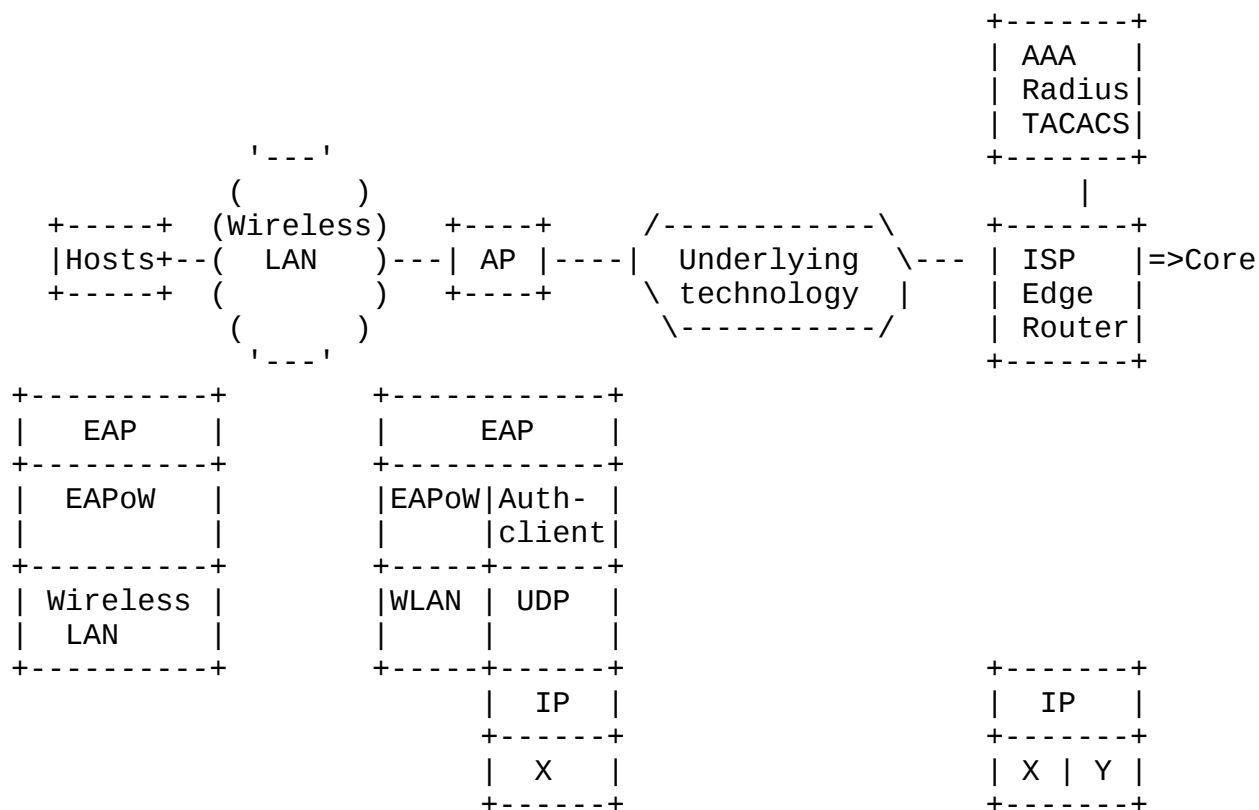 AAA
Radius
TACACS
Wireless
Hosts LAN AP Underlying technology ISP =>Core
Edge
Router
EAP EAP
EAPoW EAPoW Auth-
client
Wireless WLAN UDP
LAN
IP IP
X X Y